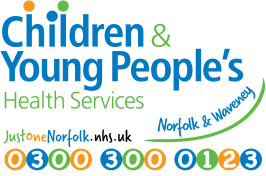 Children &
Young People's
Health Services
Norfolk & Waveney
JustoneNorfolk.nhs.uk
0300 300 0123